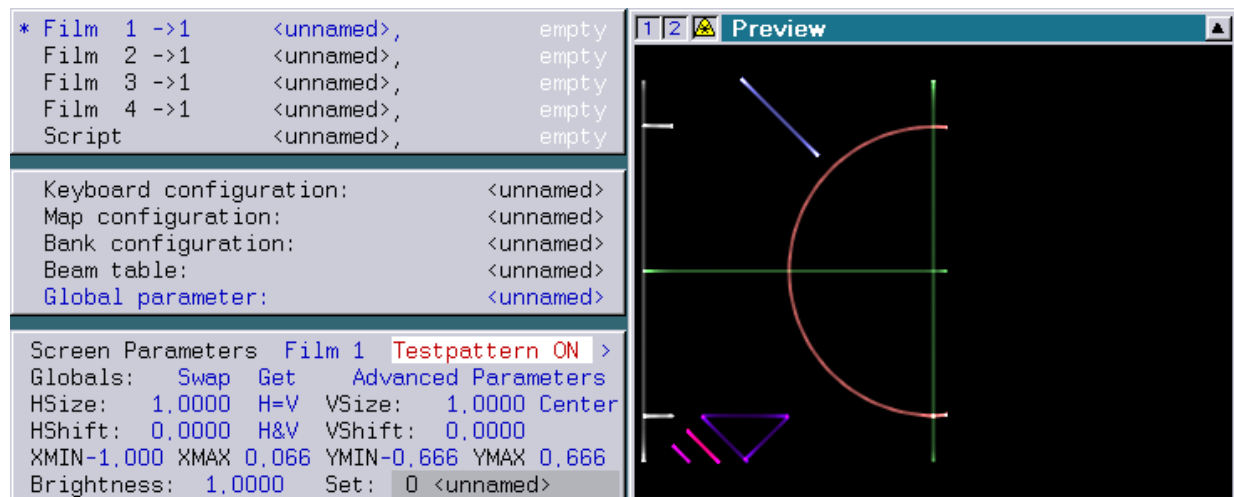 * Film 1 ->1 <unnamed>, empty
Film 2 ->1 <unnamed>, empty
Film 3 ->1 <unnamed>, empty
Film 4 ->1 <unnamed>, empty
Script <unnamed>, empty
Keyboard configuration: <unnamed>
Map configuration: <unnamed>
Bank configuration: <unnamed>
Beam table: <unnamed>
Global parameter: <unnamed>
Screen Parameters Film 1 Testpattern ON >
Globals: Swap Get Advanced Parameters
HSize: 1,0000 H=V VSize: 1,0000 Center
HShift: 0,0000 H&V VShift: 0,0000
XMIN-1,000 XMAX 0,066 YMIN-0,666 YMAX 0,666
Brightness: 1,0000 Set: 0 <unnamed>
1 2 Preview